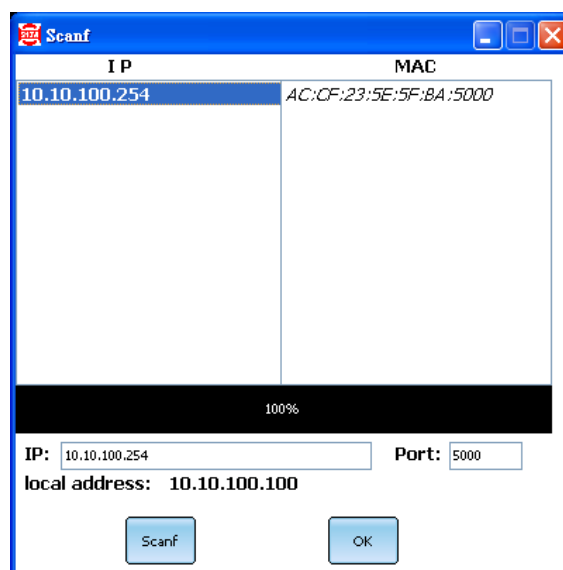 Scanf
I P MAC
10.10.100.254 AC:CF:23:5E:5F:BA:5000
100%
IP: 10.10.100.254 Port: 5000
local address: 10.10.100.100
Scanf OK